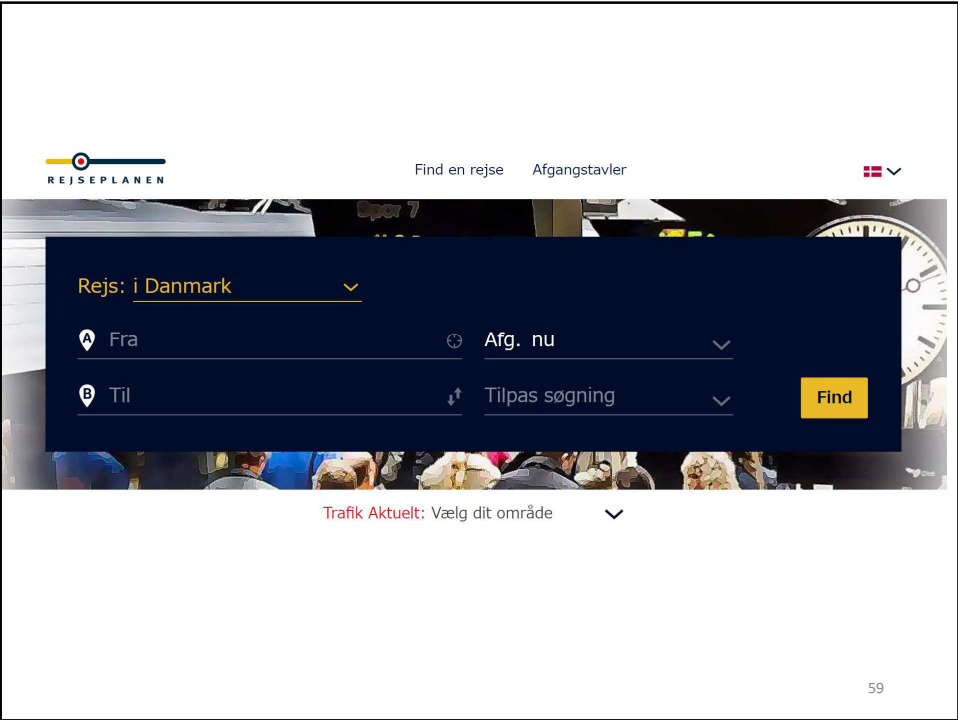 REJSEPLANEN
Find en rejse Afgangstavler
Spor 7
Rejs: i Danmark
A Fra
Afg. nu
B Til
Tilpas søgning
Find
Trafik Aktuelt: Vælg dit område
59